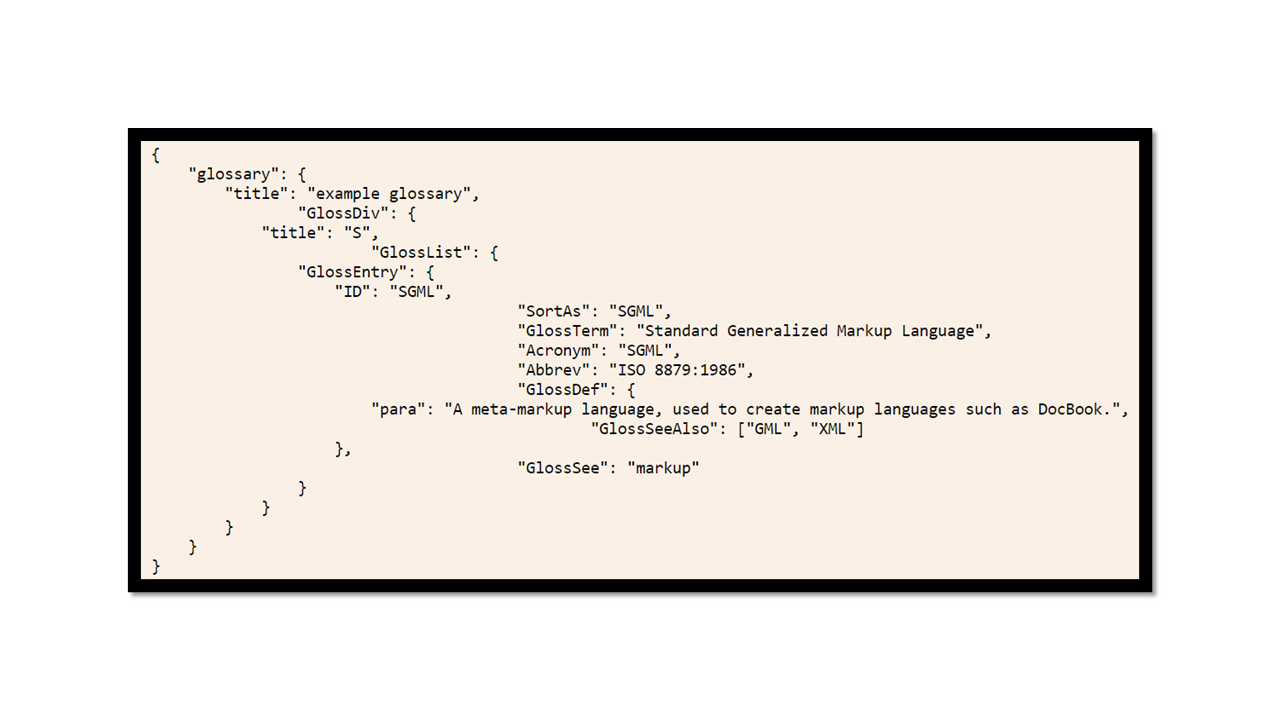 {
    "glossary": {
        "title": "example glossary",
                "GlossDiv": {
            "title": "S",
                        "GlossList": {
                "GlossEntry": {
                    "ID": "SGML",
                                        "SortAs": "SGML",
                                        "GlossTerm": "Standard Generalized Markup Language",
                                        "Acronym": "SGML",
                                        "Abbrev": "ISO 8879:1986",
                                        "GlossDef": {
                        "para": "A meta-markup language, used to create markup languages such as DocBook.",
                                                "GlossSeeAlso": ["GML", "XML"]
                    },
                                        "GlossSee": "markup"
                }
            }
        }
    }
}